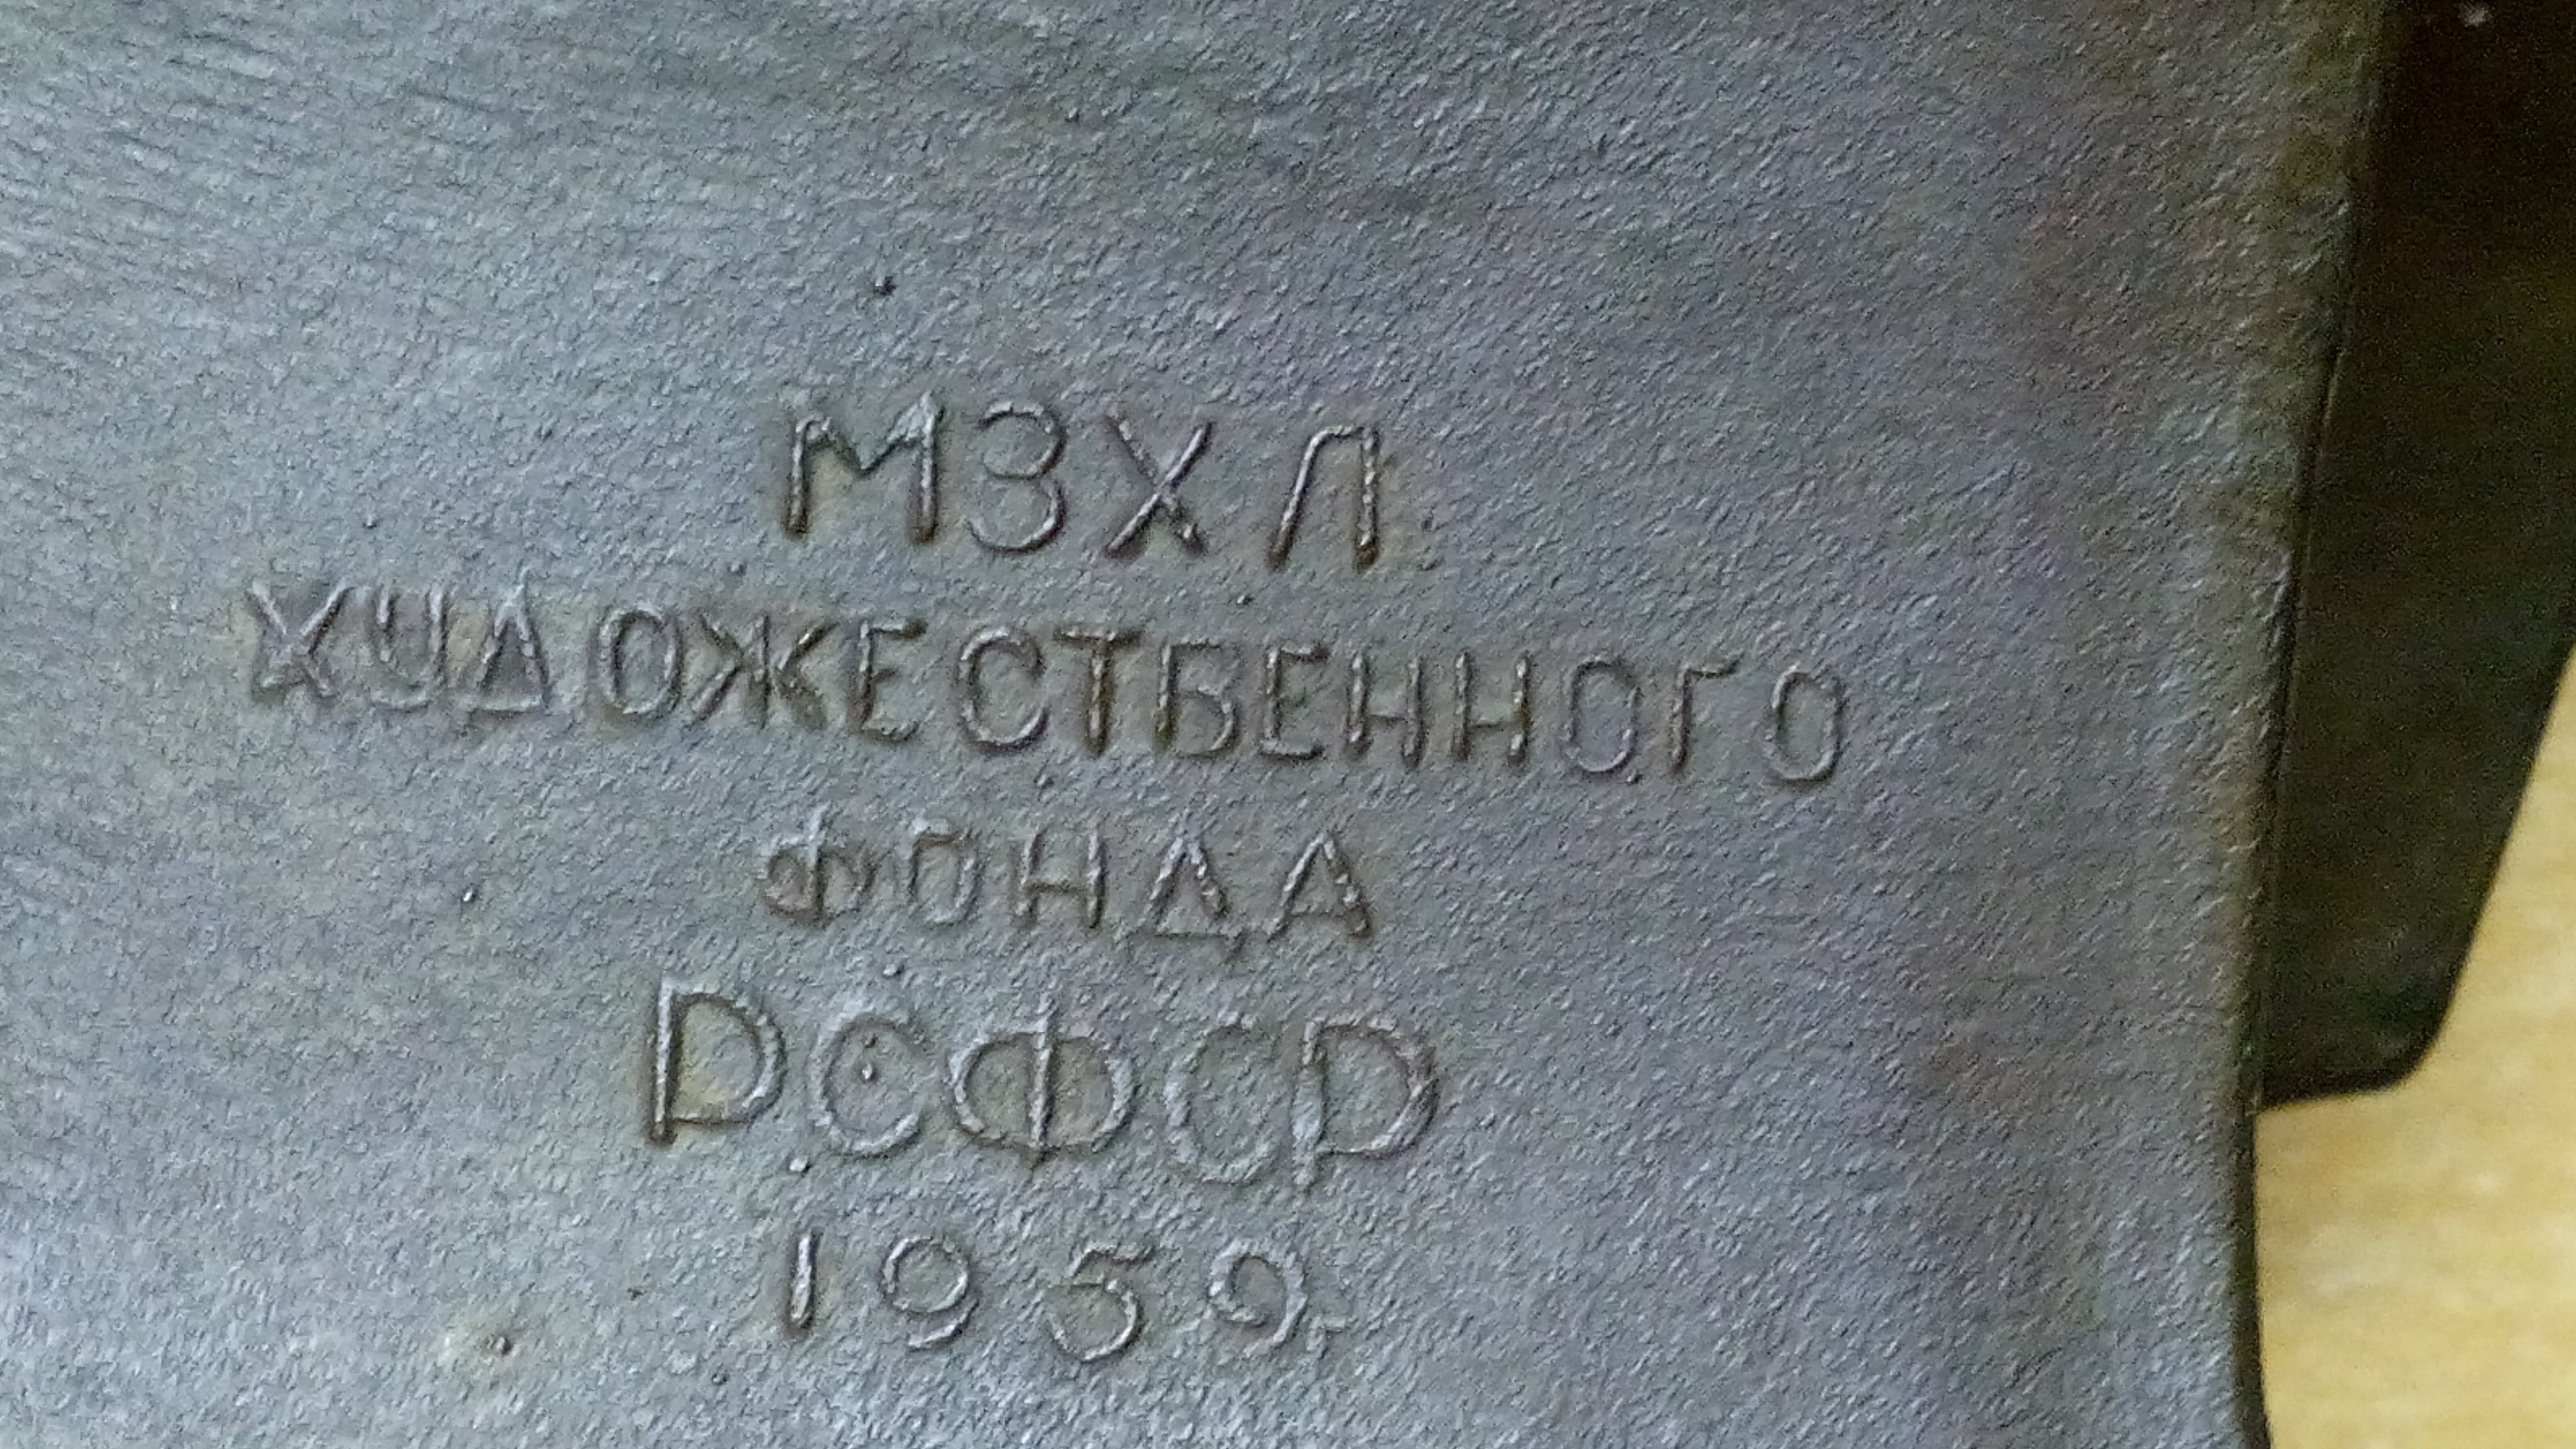 МЗХЛ
ХУДОЖЕСТВЕННОГО
ФОНДА
РСФСР
1959